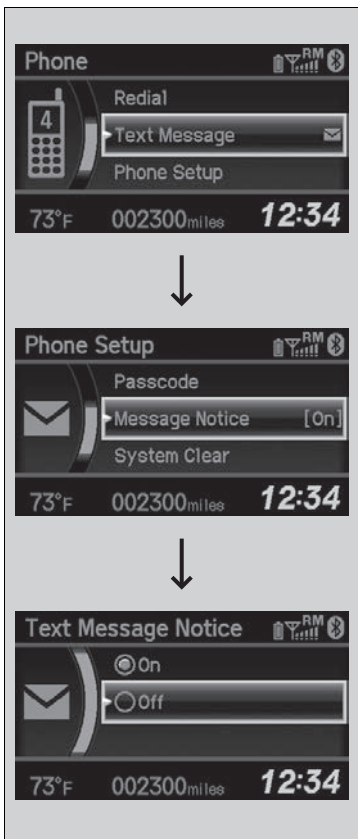 Phone
RM
4
Redial
Text Message
Phone Setup
73°F 002300miles 12:34
Phone Setup
RM
Passcode
Message Notice [On]
System Clear
73°F 002300miles 12:34
Text Message Notice
RM
On
Off
73°F 002300miles 12:34